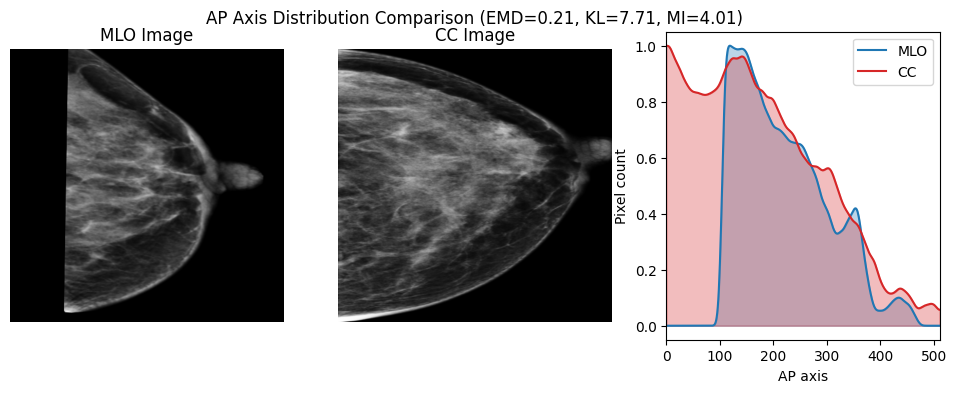 AP Axis Distribution Comparison (EMD=0.21, KL=7.71, MI=4.01)
MLO Image
CC Image
MLO
CC
Pixel count
1.0
0.8
0.6
0.4
0.2
0.0
0 100 200 300 400 500
AP axis